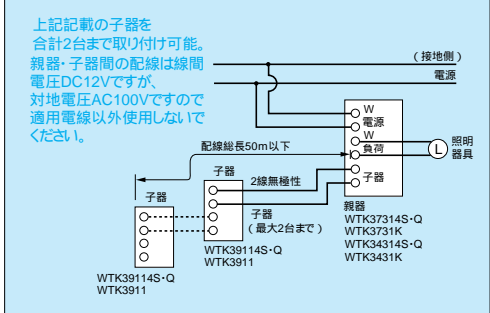 上記記載の子器を
合計2台まで取り付け可能。
親器・子器間の配線は線間
電圧DC12Vですが、
対地電圧AC100Vですので
適用電線以外使用しないで
ください。
(接地側)
電源
W
電源
W
負荷
子器
L
照明
器具
配線総長50m以下
子器
2線無極性
子器
子器
(最大2台まで)
親器
WTK37314S・Q
WTK3731K
WTK34314S・Q
WTK3431K
WTK39114S・Q
WTK3911
WTK39114S・Q
WTK3911